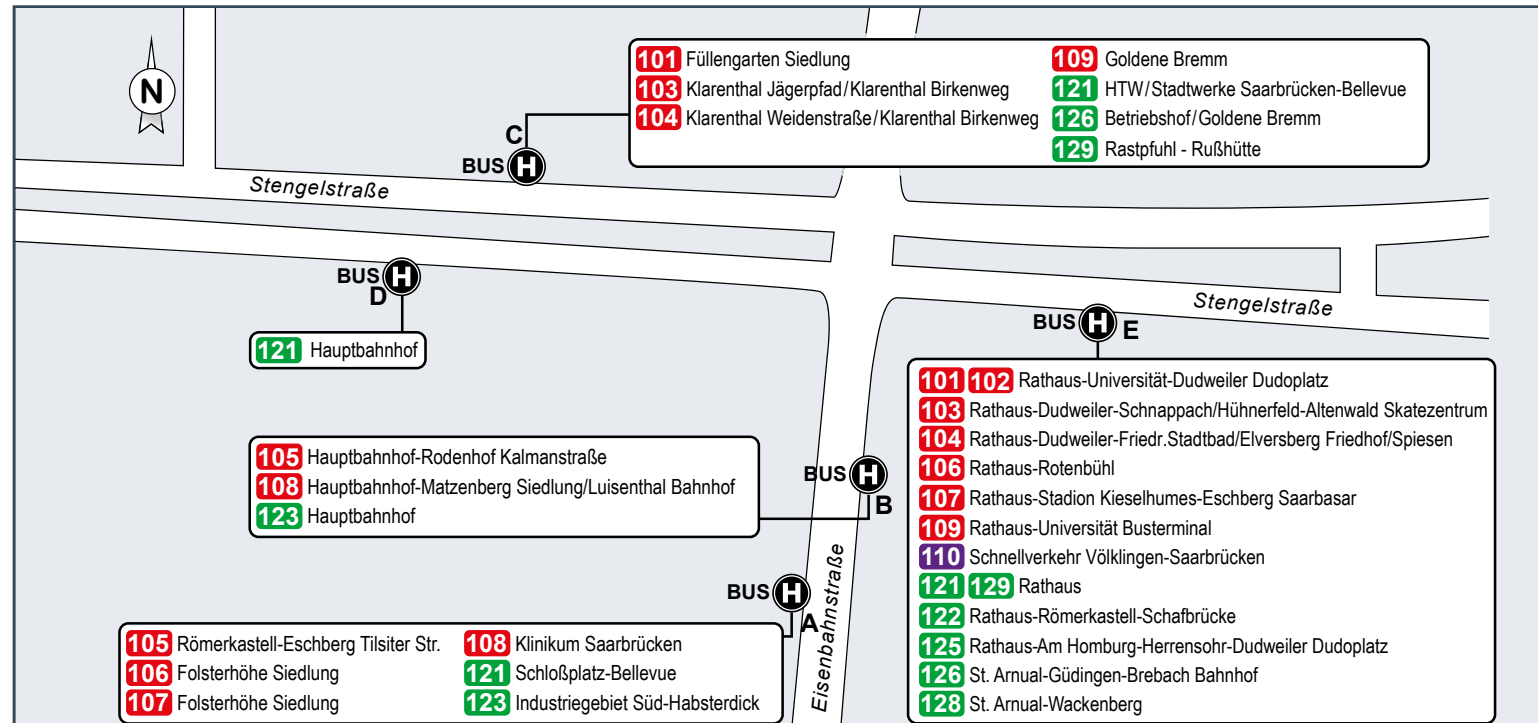 N
101 Füllengarten Siedlung
103 Klarenthal Jägerpfad/Klarenthal Birkenweg
104 Klarenthal Weidenstraße/Klarenthal Birkenweg
109 Goldene Bremm
121 HTW/Stadtwerke Saarbrücken-Bellevue
126 Betriebshof/Goldene Bremm
129 Rastpfuhl - Rußhütte
C
BUS H
Stengelstraße
BUS H
D
121 Hauptbahnhof
Stengelstraße
BUS H E
101 102 Rathaus-Universität-Dudweiler Dudoplatz
103 Rathaus-Dudweiler-Schnappach/Hühnerfeld-Altenwald Skatezentrum
104 Rathaus-Dudweiler-Friedr.Stadtbad/Elversberg Friedhof/Spiesen
106 Rathaus-Rotenbühl
107 Rathaus-Stadion Kieselhumes-Eschberg Saarbasar
109 Rathaus-Universität Busterminal
110 Schnellverkehr Völklingen-Saarbrücken
121 129 Rathaus
122 Rathaus-Römerkastell-Schafbrücke
125 Rathaus-Am Homburg-Herrensohr-Dudweiler Dudoplatz
126 St. Arnual-Güdingen-Brebach Bahnhof
128 St. Arnual-Wackenberg
105 Hauptbahnhof-Rodenhof Kalmanstraße
108 Hauptbahnhof-Matzenberg Siedlung/Luisenthal Bahnhof
123 Hauptbahnhof
BUS H
B
Eisenbahnstraße
BUS H
A
105 Römerkastell-Eschberg Tilsiter Str.
106 Folsterhöhe Siedlung
107 Folsterhöhe Siedlung
108 Klinikum Saarbrücken
121 Schloßplatz-Bellevue
123 Industriegebiet Süd-Habsterdick